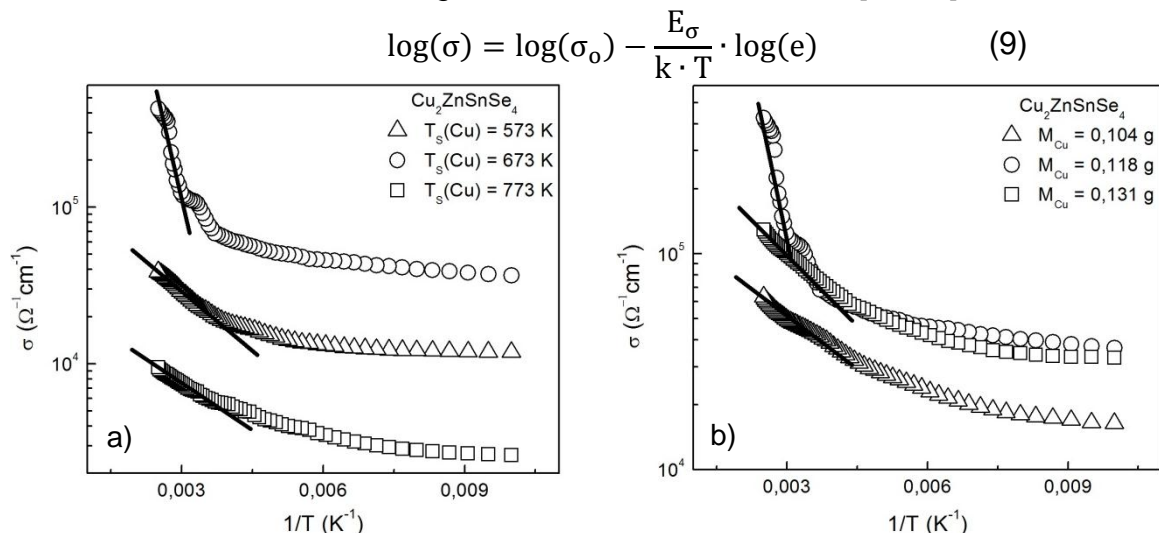 log(σ) = log(σₒ) − E_σ / (k · T) · log(e) (9)
Cu₂ZnSnSe₄
T_S(Cu) = 573 K
T_S(Cu) = 673 K
T_S(Cu) = 773 K
10⁵
10⁴
σ (Ω⁻¹cm⁻¹)
a)
0,003 0,006 0,009
1/T (K⁻¹)
Cu₂ZnSnSe₄
M_Cu = 0,104 g
M_Cu = 0,118 g
M_Cu = 0,131 g
10⁵
10⁴
σ (Ω⁻¹cm⁻¹)
b)
0,003 0,006 0,009
1/T (K⁻¹)